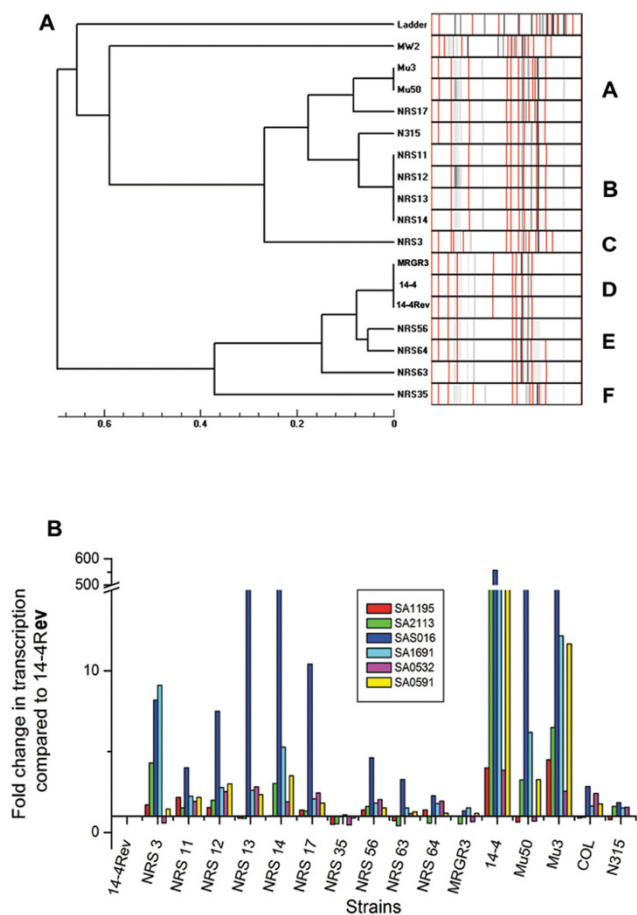 A
Ladder
MW2
Mu3
Mu50
A
NRS17
N315
NRS11
NRS12
B
NRS13
NRS14
NRS3
C
MRGR3
14-4
D
14-4Rev
NRS56
E
NRS64
NRS63
NRS35
F
0.6
0.4
0.2
0
B
Fold change in transcription
compared to 14-4Rev
600
500
10
0
SA1195
SA2113
SAS016
SA1691
SA0532
SA0591
14-4Rev
NRS 3
NRS 11
NRS 12
NRS 13
NRS 14
NRS 17
NRS 35
NRS 56
NRS 63
NRS 64
MRGR3
14-4
Mu50
Mu3
COL
N315
Strains